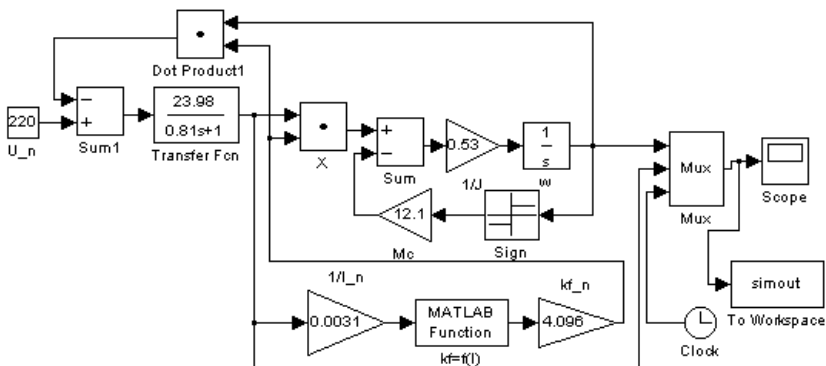 Dot Product1
220
U_n
−
+
Sum1
23.98
0.81s+1
Transfer Fcn
X
+
−
Sum
0.53
1/J
1
s
w
12.1
Mc
Sign
Mux
Mux
Scope
simout
To Workspace
Clock
1/I_n
0.0031
MATLAB
Function
kf=f(I)
kf_n
4.096